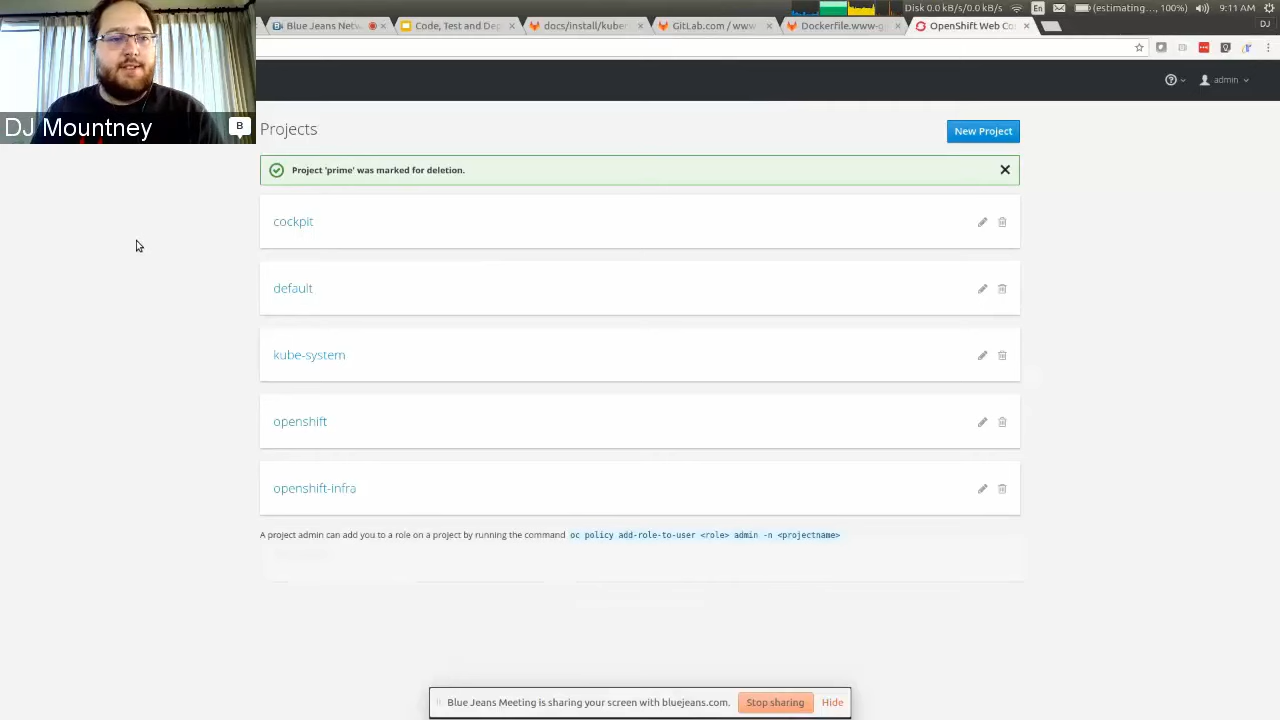 Disk 0.0 kB/s 0.0 kB/s
En
(estimating..., 100%)
9:11 AM
Blue Jeans Netw
Code, Test and Dep
docs/install/kuber
GitLab.com / www
Dockerfile.www-g
OpenShift Web Co
DJ
admin
DJ Mountney
B
Projects
New Project
Project 'prime' was marked for deletion.
cockpit
default
kube-system
openshift
openshift-infra
A project admin can add you to a role on a project by running the command oc policy add-role-to-user <role> admin -n <projectname>
Blue Jeans Meeting is sharing your screen with bluejeans.com.
Stop sharing
Hide